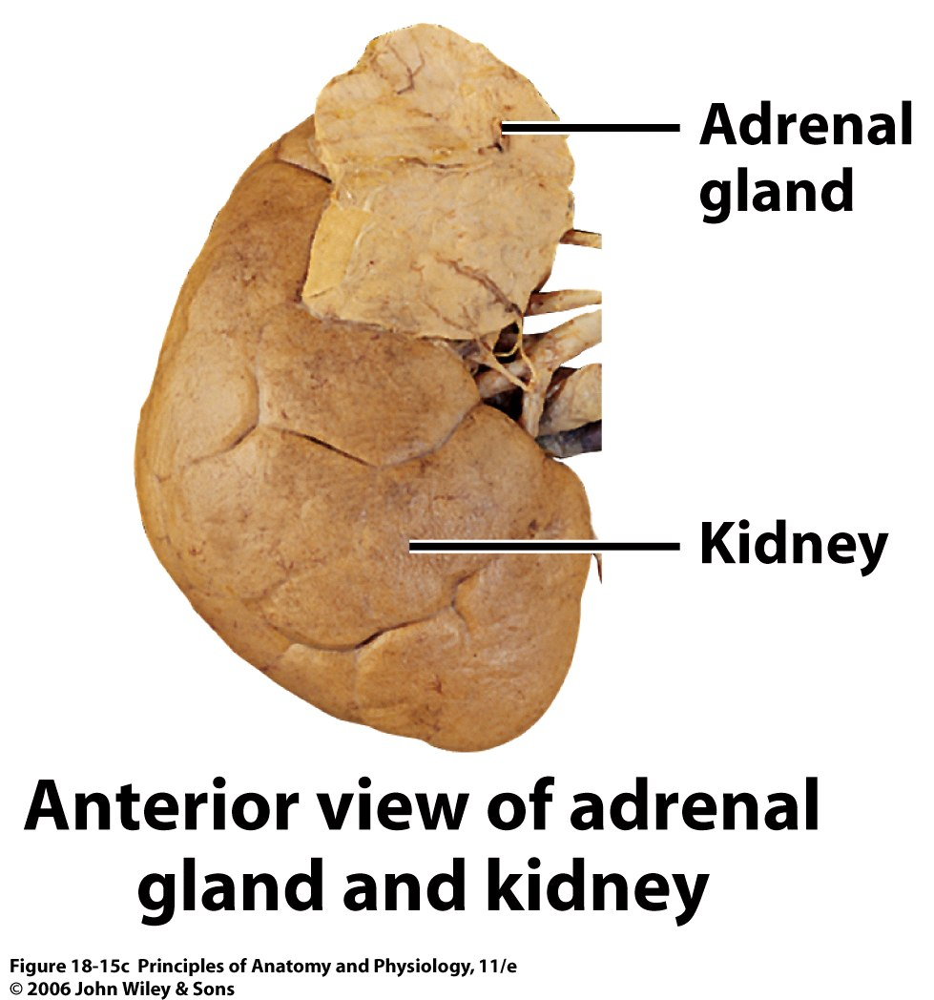 Adrenal
gland
Kidney
Anterior view of adrenal
gland and kidney
Figure 18-15c Principles of Anatomy and Physiology, 11/e
© 2006 John Wiley & Sons